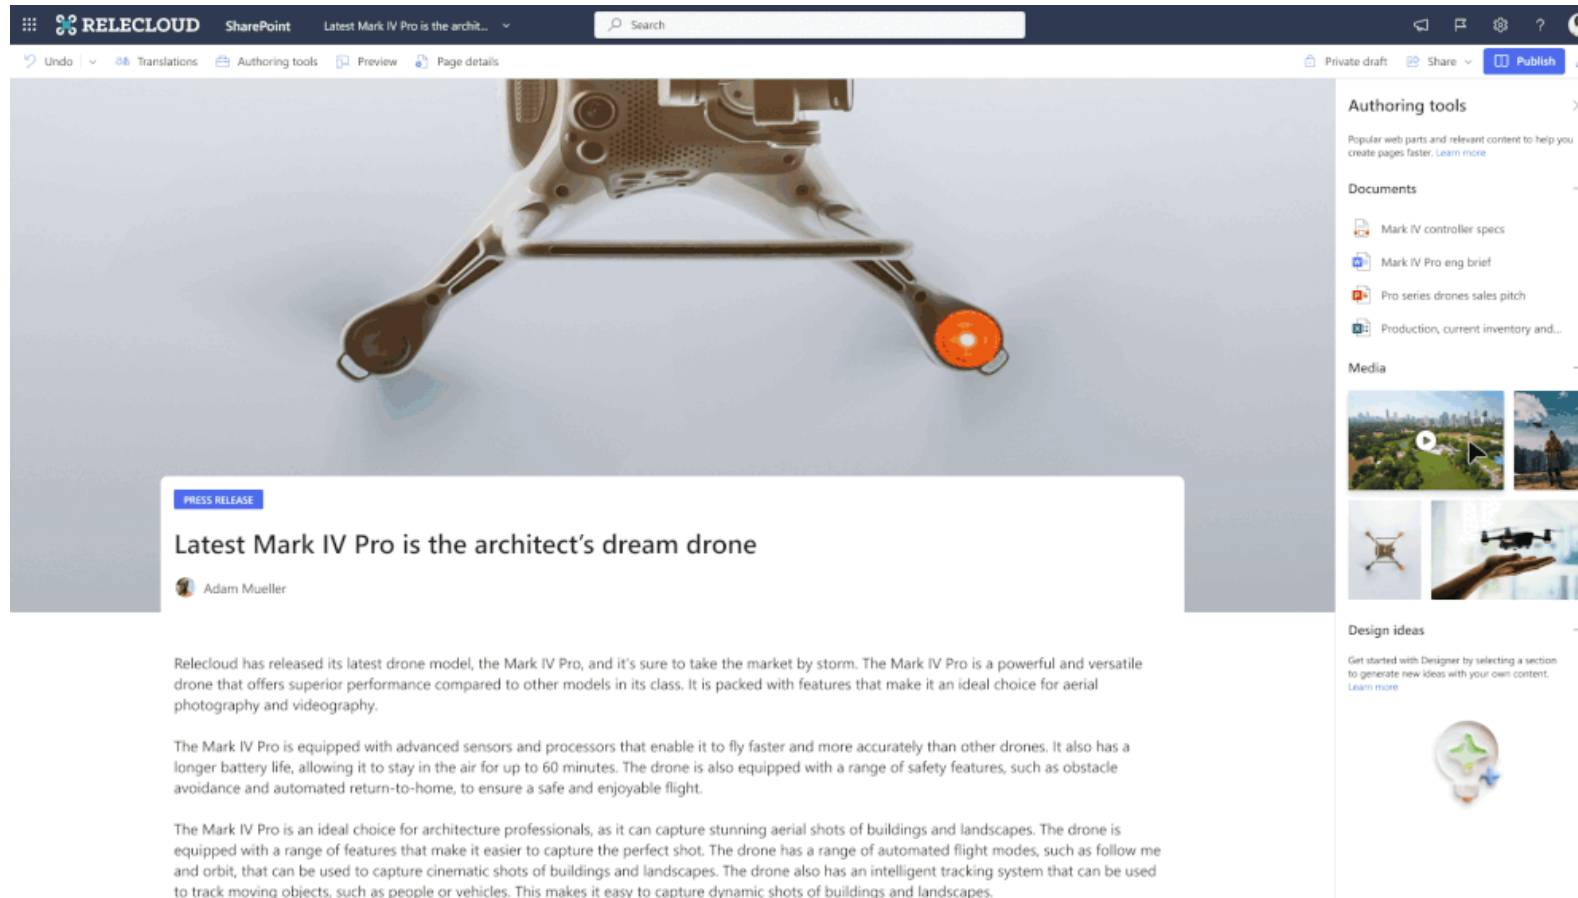 RELECLOUD SharePoint Latest Mark IV Pro is the archit... Search ?
Undo Translations Authoring tools Preview Page details Private draft Share Publish
PRESS RELEASE
Latest Mark IV Pro is the architect's dream drone
Adam Mueller
Relecloud has released its latest drone model, the Mark IV Pro, and it's sure to take the market by storm. The Mark IV Pro is a powerful and versatile
drone that offers superior performance compared to other models in its class. It is packed with features that make it an ideal choice for aerial
photography and videography.
The Mark IV Pro is equipped with advanced sensors and processors that enable it to fly faster and more accurately than other drones. It also has a
longer battery life, allowing it to stay in the air for up to 60 minutes. The drone is also equipped with a range of safety features, such as obstacle
avoidance and automated return-to-home, to ensure a safe and enjoyable flight.
The Mark IV Pro is an ideal choice for architecture professionals, as it can capture stunning aerial shots of buildings and landscapes. The drone is
equipped with a range of features that make it easier to capture the perfect shot. The drone has a range of automated flight modes, such as follow me
and orbit, that can be used to capture cinematic shots of buildings and landscapes. The drone also has an intelligent tracking system that can be used
to track moving objects, such as people or vehicles. This makes it easy to capture dynamic shots of buildings and landscapes.
Authoring tools
Popular web parts and relevant content to help you
create pages faster. Learn more
Documents
Mark IV controller specs
Mark IV Pro eng brief
Pro series drones sales pitch
Production, current inventory and...
Media
Design ideas
Get started with Designer by selecting a section
to generate new ideas with your own content.
Learn more